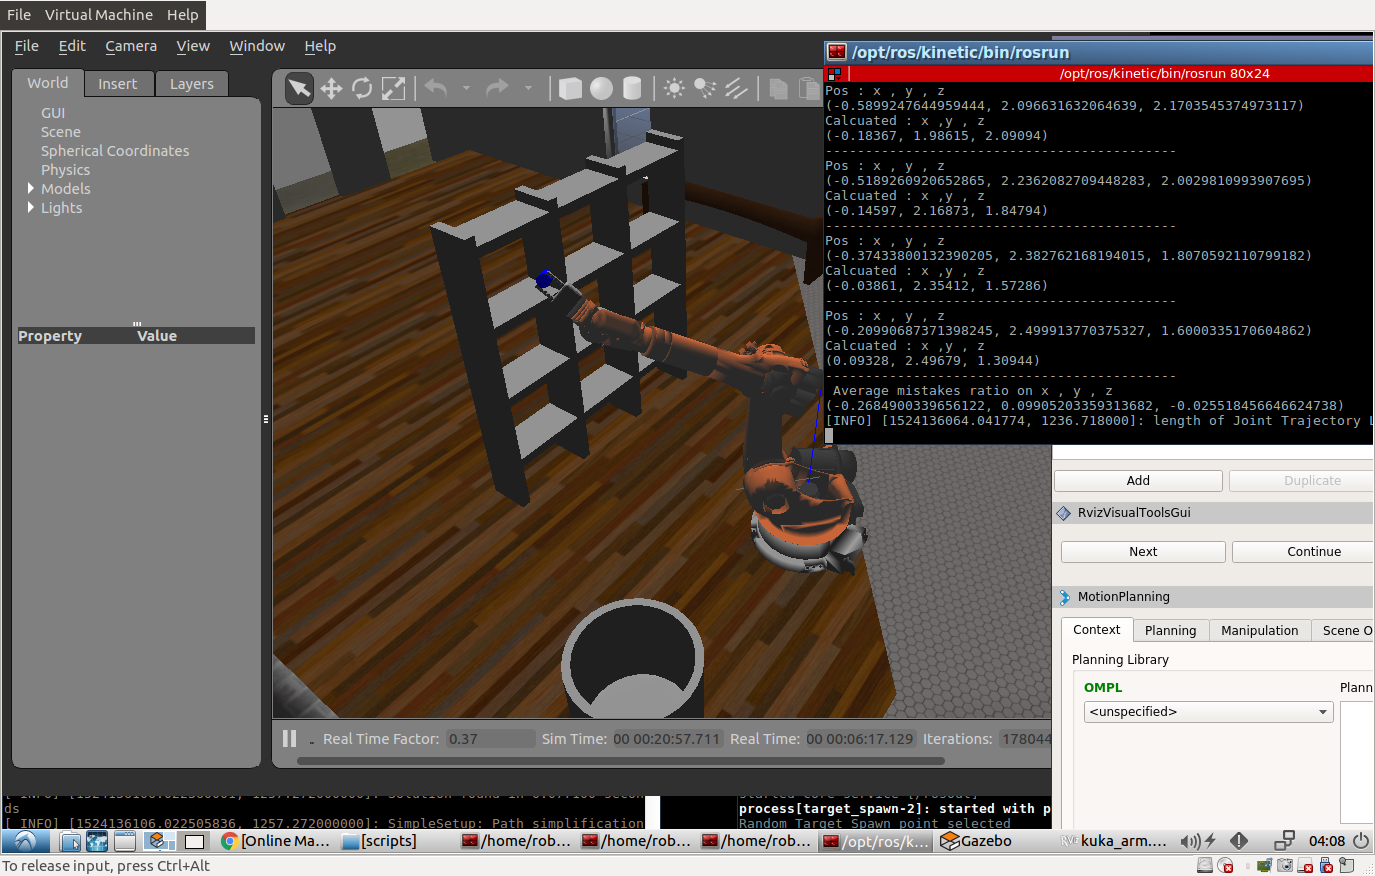 File Virtual Machine Help
File Edit Camera View Window Help
World Insert Layers
GUI
Scene
Spherical Coordinates
Physics
Models
Lights
Property Value
Real Time Factor: 0.37 Sim Time: 00 00:20:57.711 Real Time: 00 00:06:17.129 Iterations: 178044
/opt/ros/kinetic/bin/rosrun
/opt/ros/kinetic/bin/rosrun 80x24
Pos : x , y , z
(-0.5899247644959444, 2.096631632064639, 2.1703545374973117)
Calcuated : x ,y , z
(-0.18367, 1.98615, 2.09094)
-----------------------------------------------
Pos : x , y , z
(-0.5189260920652865, 2.2362082709448283, 2.0029810993907695)
Calcuated : x ,y , z
(-0.14597, 2.16873, 1.84794)
-----------------------------------------------
Pos : x , y , z
(-0.37433800132390205, 2.382762168194015, 1.8070592110799182)
Calcuated : x ,y , z
(-0.03861, 2.35412, 1.57286)
-----------------------------------------------
Pos : x , y , z
(-0.20990687371398245, 2.499913770375327, 1.6000335170604862)
Calcuated : x ,y , z
(0.09328, 2.49679, 1.30944)
-----------------------------------------------
Average mistakes ratio on x , y , z
(-0.2684900339656122, 0.09905203359313682, -0.025518456646624738)
[INFO] [1524136064.041774, 1236.718000]: length of Joint Trajectory L
Add Duplicate
RvizVisualToolsGui
Next Continue
MotionPlanning
Context Planning Manipulation Scene O
Planning Library
OMPL Plann
<unspecified>
ds
[ INFO] [1524136106.022505836, 1257.272000000]: SimpleSetup: Path simplification
process[target_spawn-2]: started with p
Random Target Spawn point selected
[Online Ma... [scripts] /home/rob... /home/rob... /home/rob... /opt/ros/k... Gazebo kuka_arm.... 04:08
To release input, press Ctrl+Alt